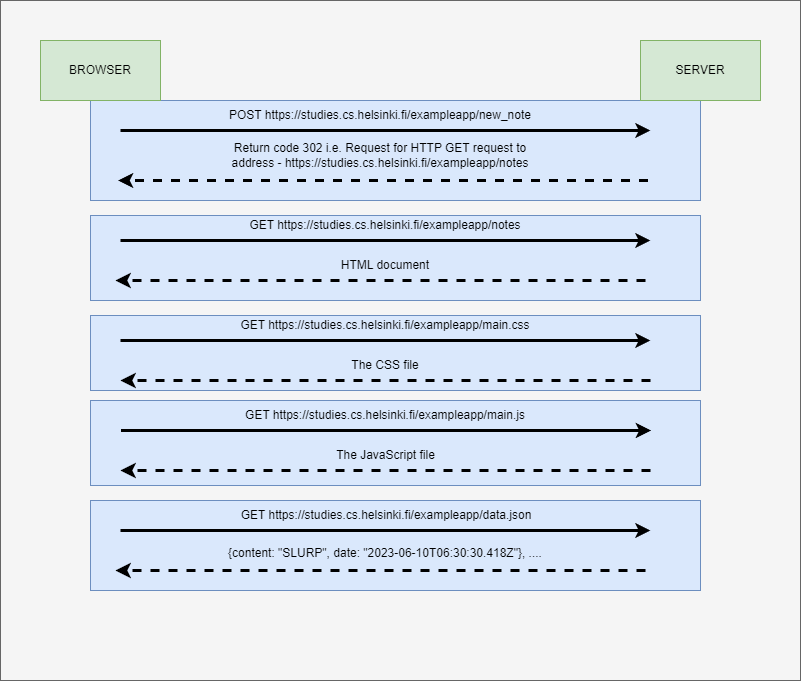 BROWSER
SERVER
POST https://studies.cs.helsinki.fi/exampleapp/new_note
Return code 302 i.e. Request for HTTP GET request to
address - https://studies.cs.helsinki.fi/exampleapp/notes
GET https://studies.cs.helsinki.fi/exampleapp/notes
HTML document
GET https://studies.cs.helsinki.fi/exampleapp/main.css
The CSS file
GET https://studies.cs.helsinki.fi/exampleapp/main.js
The JavaScript file
GET https://studies.cs.helsinki.fi/exampleapp/data.json
{content: "SLURP", date: "2023-06-10T06:30:30.418Z"}, ....